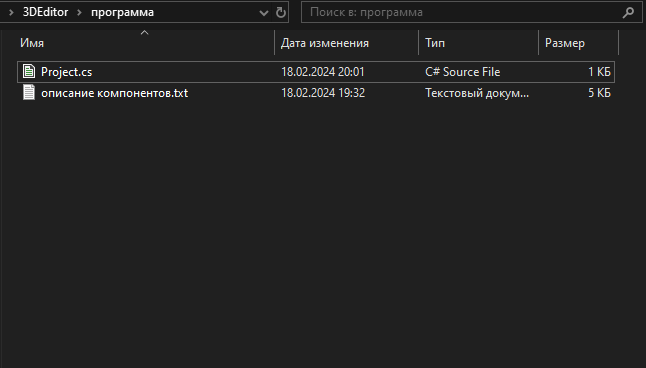 3DEditor программа Поиск в: программа
Имя Дата изменения Тип Размер
Project.cs 18.02.2024 20:01 C# Source File 1 КБ
описание компонентов.txt 18.02.2024 19:32 Текстовый докум... 5 КБ